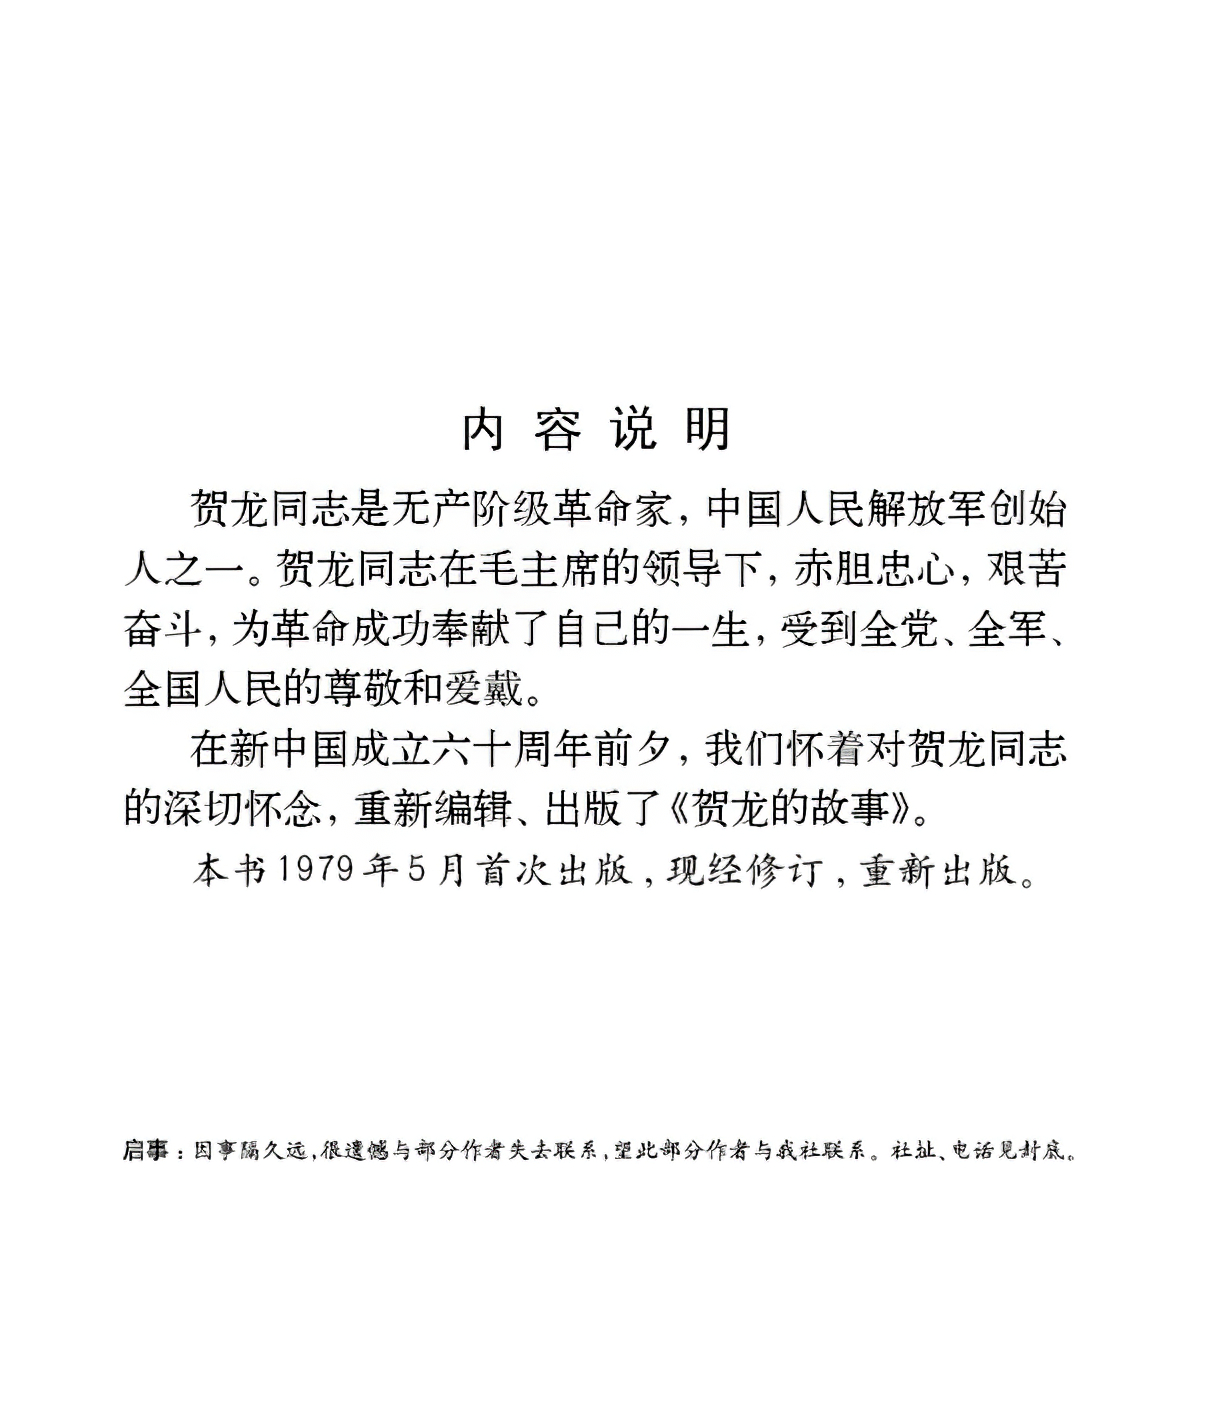 内容说明
贺龙同志是无产阶级革命家，中国人民解放军创始
人之一。贺龙同志在毛主席的领导下，赤胆忠心，艰苦
奋斗，为革命成功奉献了自己的一生，受到全党、全军、
全国人民的尊敬和爱戴。
在新中国成立六十周年前夕，我们怀着对贺龙同志
的深切怀念，重新编辑、出版了《贺龙的故事》。
本书1979年5月首次出版，现经修订，重新出版。
启事：因事隔久远，很遗憾与部分作者失去联系，望此部分作者与我社联系。社址、电话见封底。